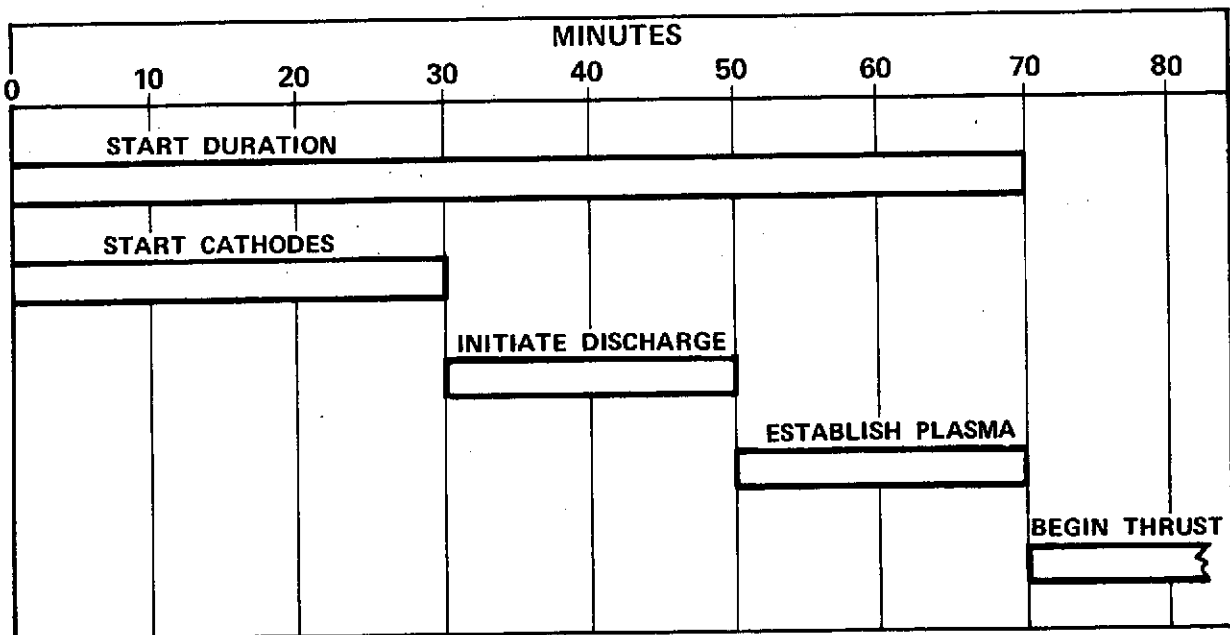 MINUTES
0 10 20 30 40 50 60 70 80
START DURATION
START CATHODES
INITIATE DISCHARGE
ESTABLISH PLASMA
BEGIN THRUST